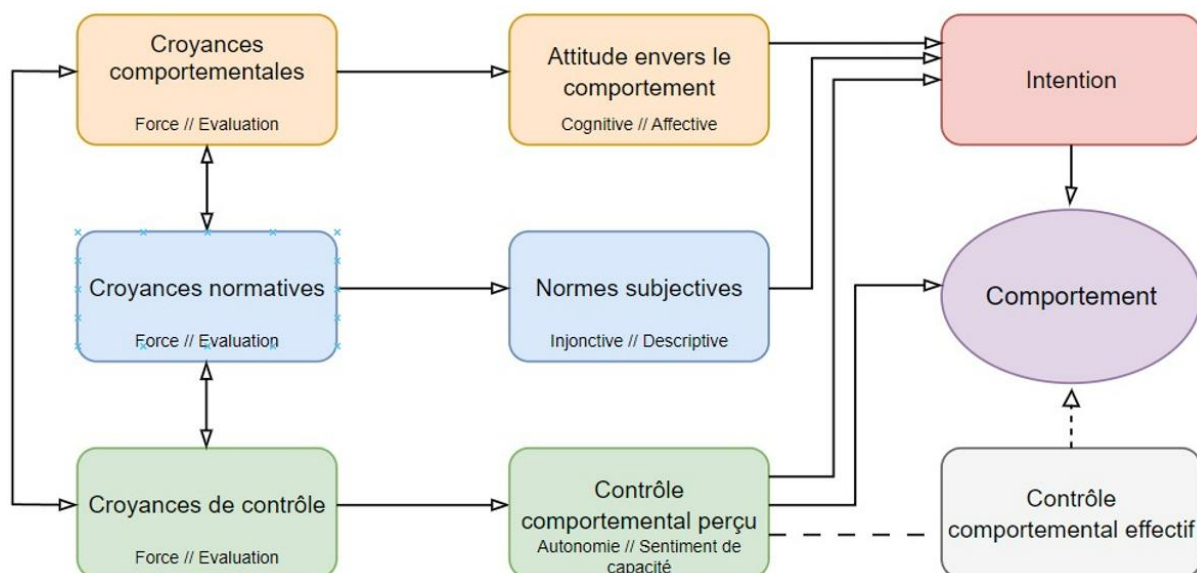 Croyances
comportementales
Force // Evaluation
Attitude envers le
comportement
Cognitive // Affective
Intention
Croyances normatives
Force // Evaluation
Normes subjectives
Injonctive // Descriptive
Comportement
Croyances de contrôle
Force // Evaluation
Contrôle
comportemental perçu
Autonomie // Sentiment de
capacité
Contrôle
comportemental effectif